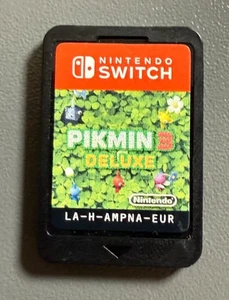 NINTENDO
SWITCH
PIKMIN 3
DELUXE
Nintendo
LA-H-AMPNA-EUR